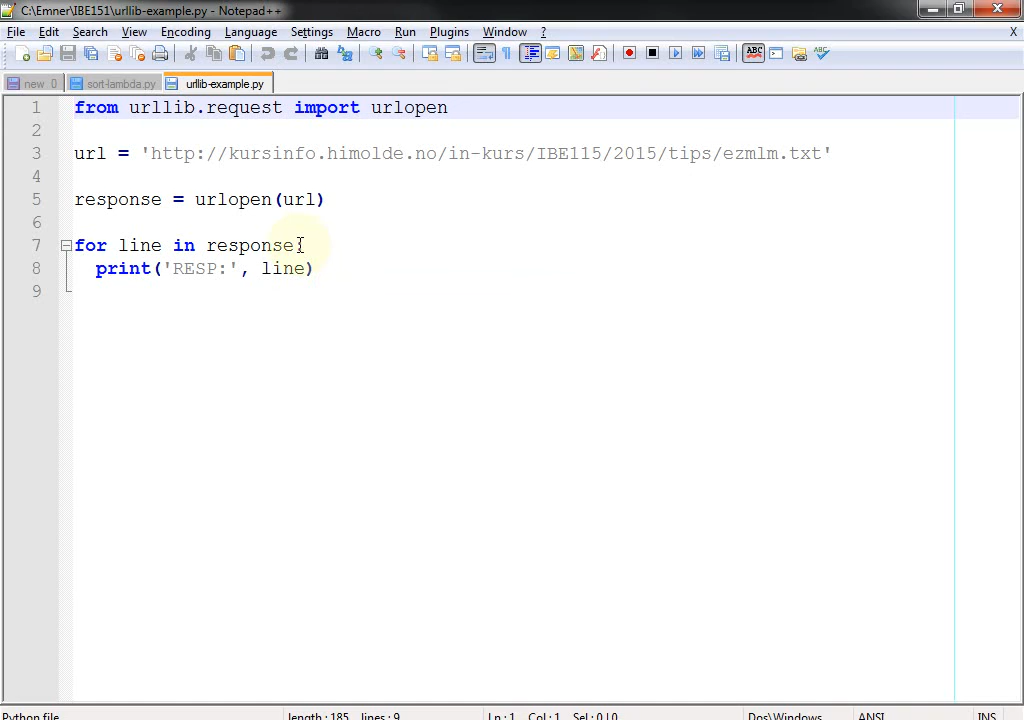 C:\Emner\IBE151\urllib-example.py - Notepad++
File Edit Search View Encoding Language Settings Macro Run Plugins Window ? X
new 0 sort-lambda.py urllib-example.py
1 from urllib.request import urlopen
2
3 url = 'http://kursinfo.himolde.no/in-kurs/IBE115/2015/tips/ezmlm.txt'
4
5 response = urlopen(url)
6
7 for line in response:
8 print('RESP:', line)
9
Python file length : 185 lines : 9 Ln : 1 Col : 1 Sel : 0 | 0 Dos\Windows ANSI INS